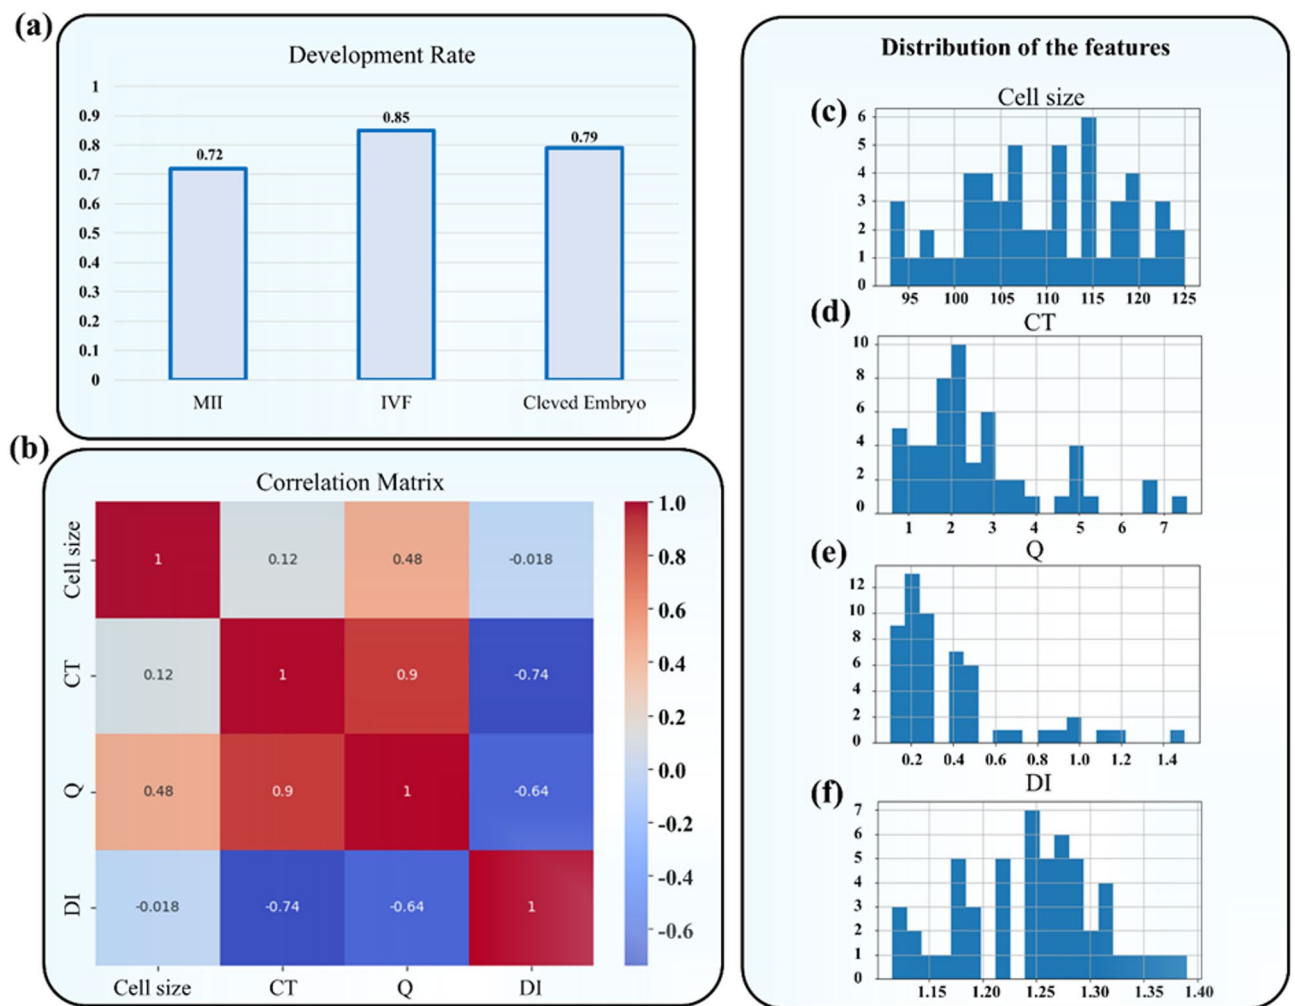 (a)
Development Rate
1
0.9
0.8
0.7
0.6
0.5
0.4
0.3
0.2
0.1
0
0.72
0.85
0.79
MII IVF Cleved Embryo
(b)
Correlation Matrix
Cell size 1 0.12 0.48 -0.018
CT 0.12 1 0.9 -0.74
Q 0.48 0.9 1 -0.64
DI -0.018 -0.74 -0.64 1
Cell size CT Q DI
1.0
0.8
0.6
0.4
0.2
0.0
-0.2
-0.4
-0.6
Distribution of the features
(c)
Cell size
6
5
4
3
2
1
0
95 100 105 110 115 120 125
(d)
CT
10
8
6
4
2
0
1 2 3 4 5 6 7
(e)
Q
12
10
8
6
4
2
0
0.2 0.4 0.6 0.8 1.0 1.2 1.4
(f)
DI
7
6
5
4
3
2
1
0
1.15 1.20 1.25 1.30 1.35 1.40